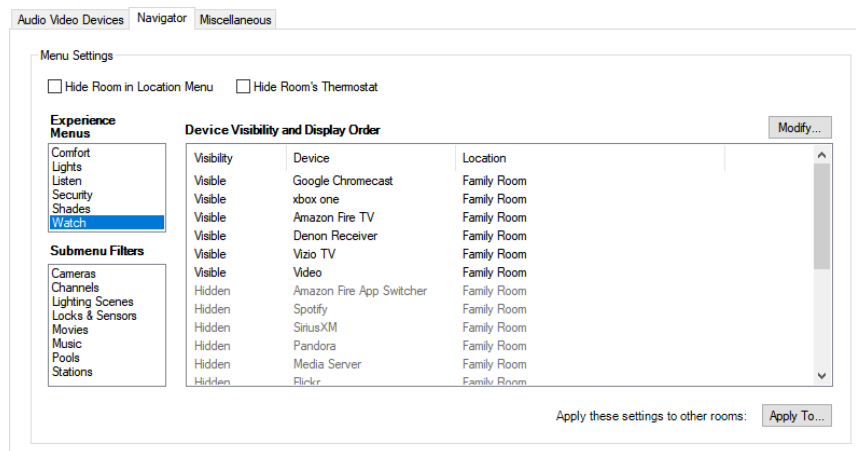 Audio Video Devices Navigator Miscellaneous
Menu Settings
Hide Room in Location Menu Hide Room's Thermostat
Experience
Menus
Comfort
Lights
Listen
Security
Shades
Watch
Submenu Filters
Cameras
Channels
Lighting Scenes
Locks & Sensors
Movies
Music
Pools
Stations
Device Visibility and Display Order
Modify...
Visibility Device Location
Visible Google Chromecast Family Room
Visible xbox one Family Room
Visible Amazon Fire TV Family Room
Visible Denon Receiver Family Room
Visible Vizio TV Family Room
Visible Video Family Room
Hidden Amazon Fire App Switcher Family Room
Hidden Spotify Family Room
Hidden SiriusXM Family Room
Hidden Pandora Family Room
Hidden Media Server Family Room
Hidden Flickr Family Room
Apply these settings to other rooms: Apply To...